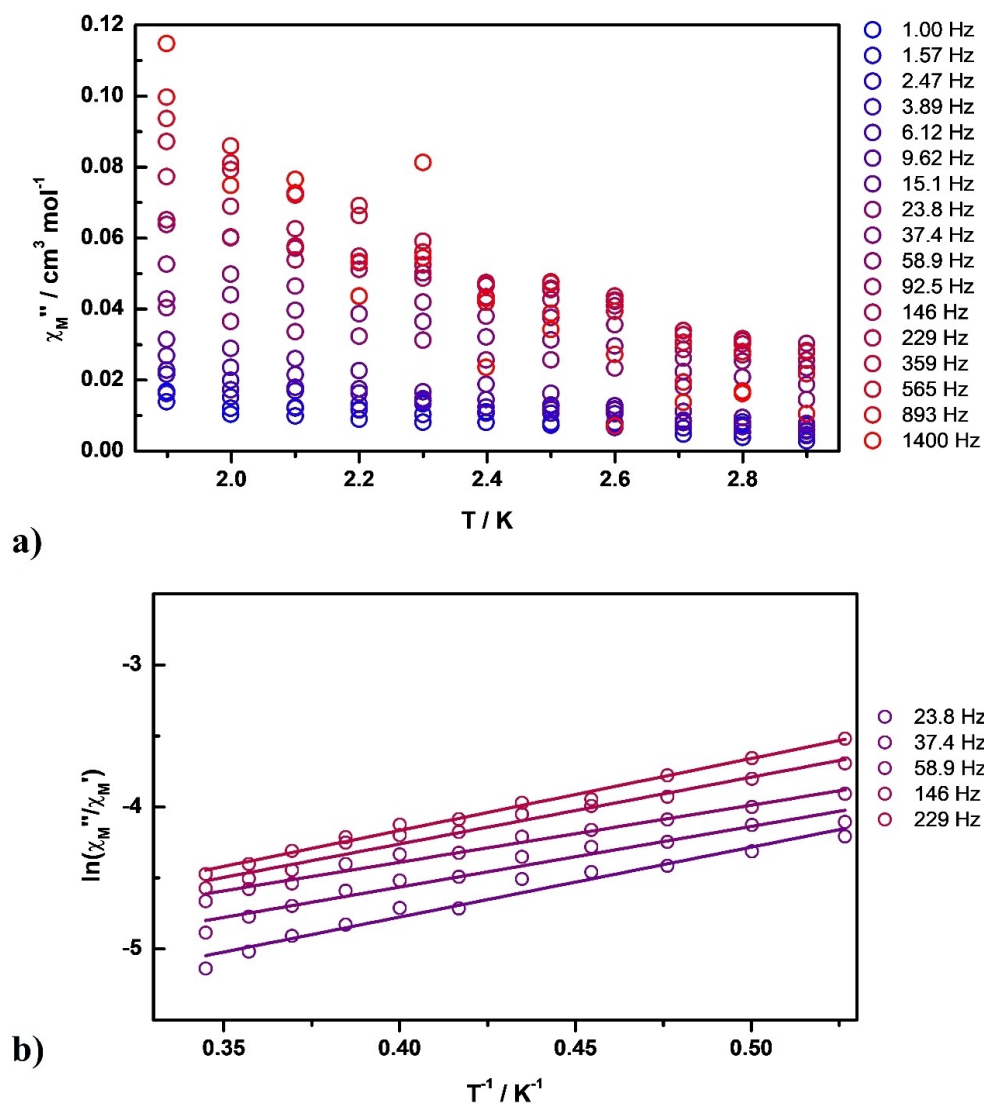 0.12
0.10
0.08
0.06
0.04
0.02
0.00
χM'' / cm³ mol⁻¹
2.0
2.2
2.4
2.6
2.8
T / K
1.00 Hz
1.57 Hz
2.47 Hz
3.89 Hz
6.12 Hz
9.62 Hz
15.1 Hz
23.8 Hz
37.4 Hz
58.9 Hz
92.5 Hz
146 Hz
229 Hz
359 Hz
565 Hz
893 Hz
1400 Hz
a)
-3
-4
-5
ln(χM''/χM')
0.35
0.40
0.45
0.50
T⁻¹ / K⁻¹
23.8 Hz
37.4 Hz
58.9 Hz
146 Hz
229 Hz
b)